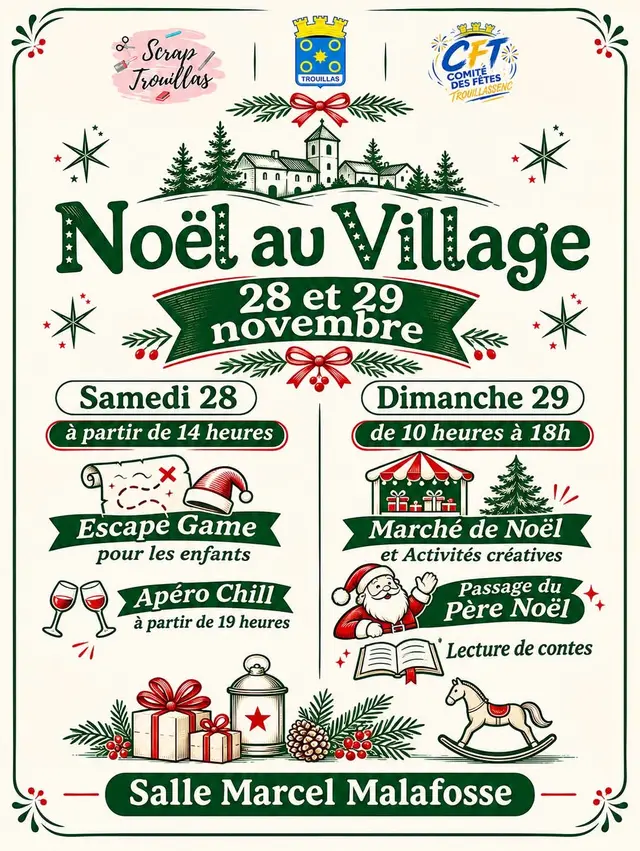 Scrap
Trouillas
TROUILLAS
CFT
COMITÉ
DES FÊTES
TROUILLASSENC
Noël au Village
28 et 29
novembre
Samedi 28
à partir de 14 heures
Escape Game
pour les enfants
Apéro Chill
à partir de 19 heures
Dimanche 29
de 10 heures à 18h
Marché de Noël
et Activités créatives
Passage du
Père Noël
Lecture de contes
Salle Marcel Malafosse